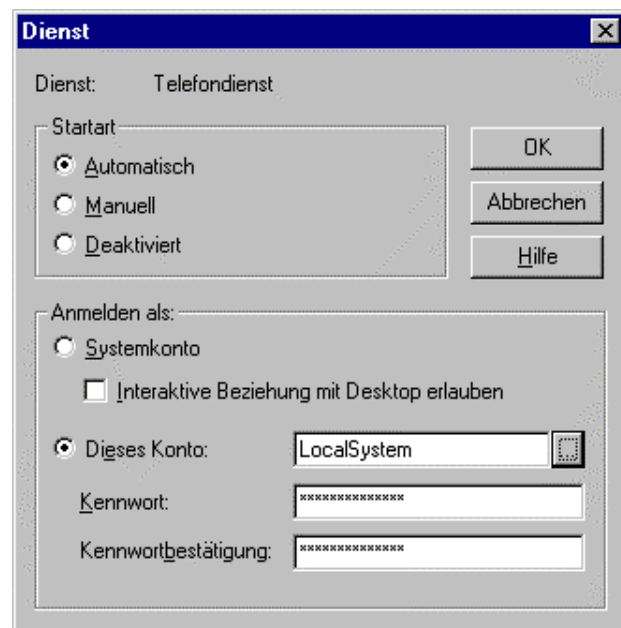 Dienst
Dienst: Telefondienst
Startart
Automatisch
Manuell
Deaktiviert
OK
Abbrechen
Hilfe
Anmelden als:
Systemkonto
Interaktive Beziehung mit Desktop erlauben
Dieses Konto: LocalSystem
Kennwort: **************
Kennwortbestätigung: **************